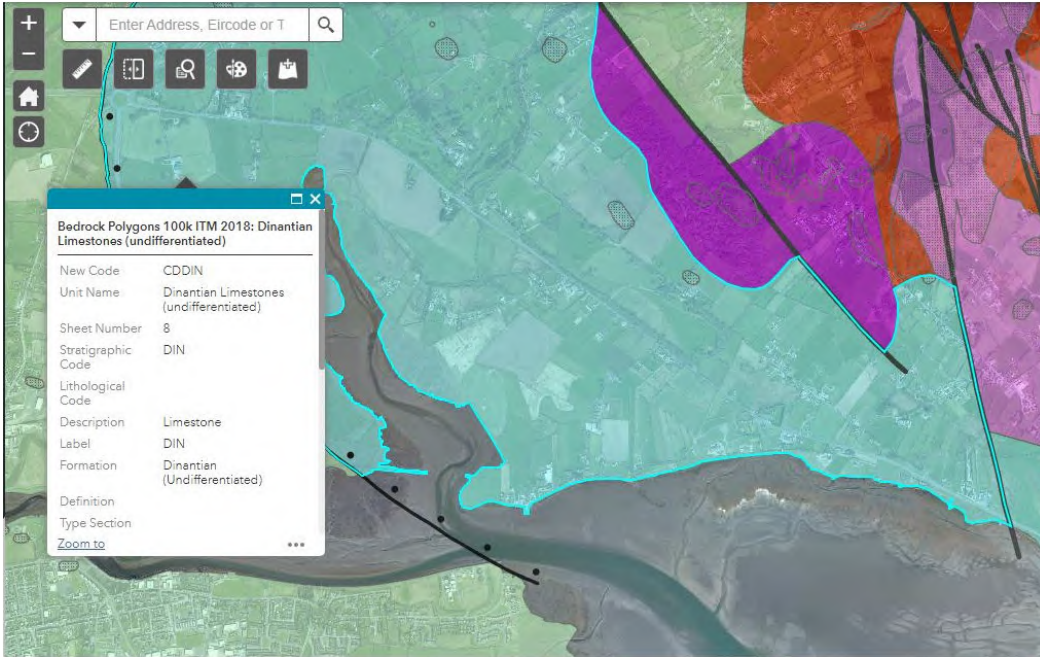 +
Enter Address, Eircode or T
−
Bedrock Polygons 100k ITM 2018: Dinantian
Limestones (undifferentiated)
New Code CDDIN
Unit Name Dinantian Limestones
(undifferentiated)
Sheet Number 8
Stratigraphic DIN
Code
Lithological
Code
Description Limestone
Label DIN
Formation Dinantian
(Undifferentiated)
Definition
Type Section
Zoom to